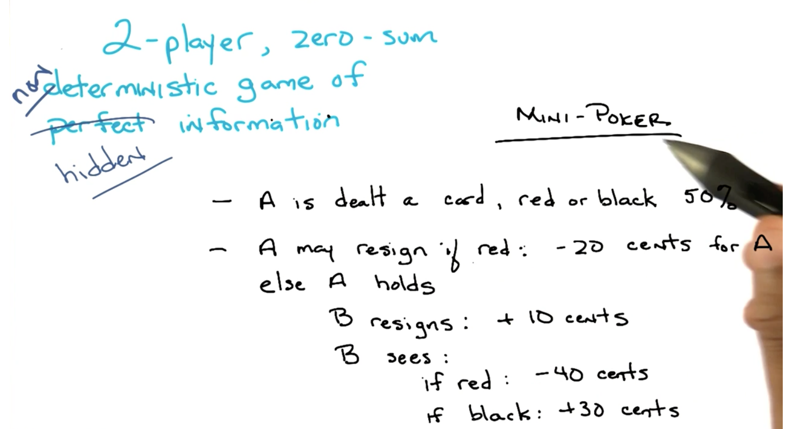 2-player, zero-sum
non deterministic game of
perfect information
hidden
MINI-POKER
- A is dealt a card, red or black 50%
- A may resign if red: -20 cents for A
else A holds
B resigns: +10 cents
B sees:
if red: -40 cents
if black: +30 cents